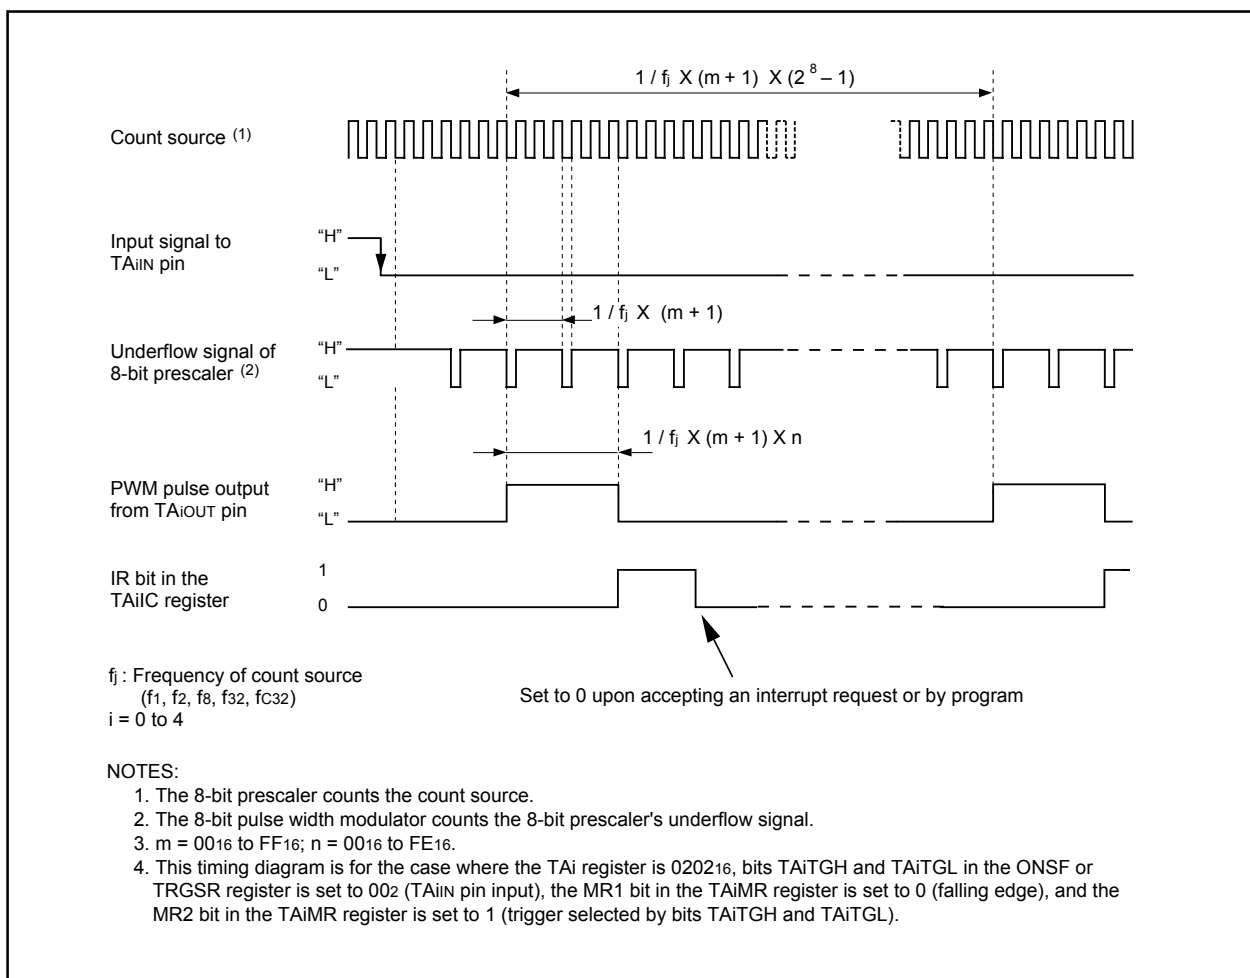 1 / fj X (m + 1) X (2 8 – 1)
Count source (1)
Input signal to
TAiIN pin
“H”
“L”
1 / fj X (m + 1)
Underflow signal of
8-bit prescaler (2)
“H”
“L”
1 / fj X (m + 1) X n
PWM pulse output
from TAiOUT pin
“H”
“L”
IR bit in the
TAiIC register
1
0
fj : Frequency of count source
(f1, f2, f8, f32, fC32)
i = 0 to 4
Set to 0 upon accepting an interrupt request or by program
NOTES:
1. The 8-bit prescaler counts the count source.
2. The 8-bit pulse width modulator counts the 8-bit prescaler's underflow signal.
3. m = 0016 to FF16; n = 0016 to FE16.
4. This timing diagram is for the case where the TAi register is 020216, bits TAiTGH and TAiTGL in the ONSF or
TRGSR register is set to 002 (TAiIN pin input), the MR1 bit in the TAiMR register is set to 0 (falling edge), and the
MR2 bit in the TAiMR register is set to 1 (trigger selected by bits TAiTGH and TAiTGL).